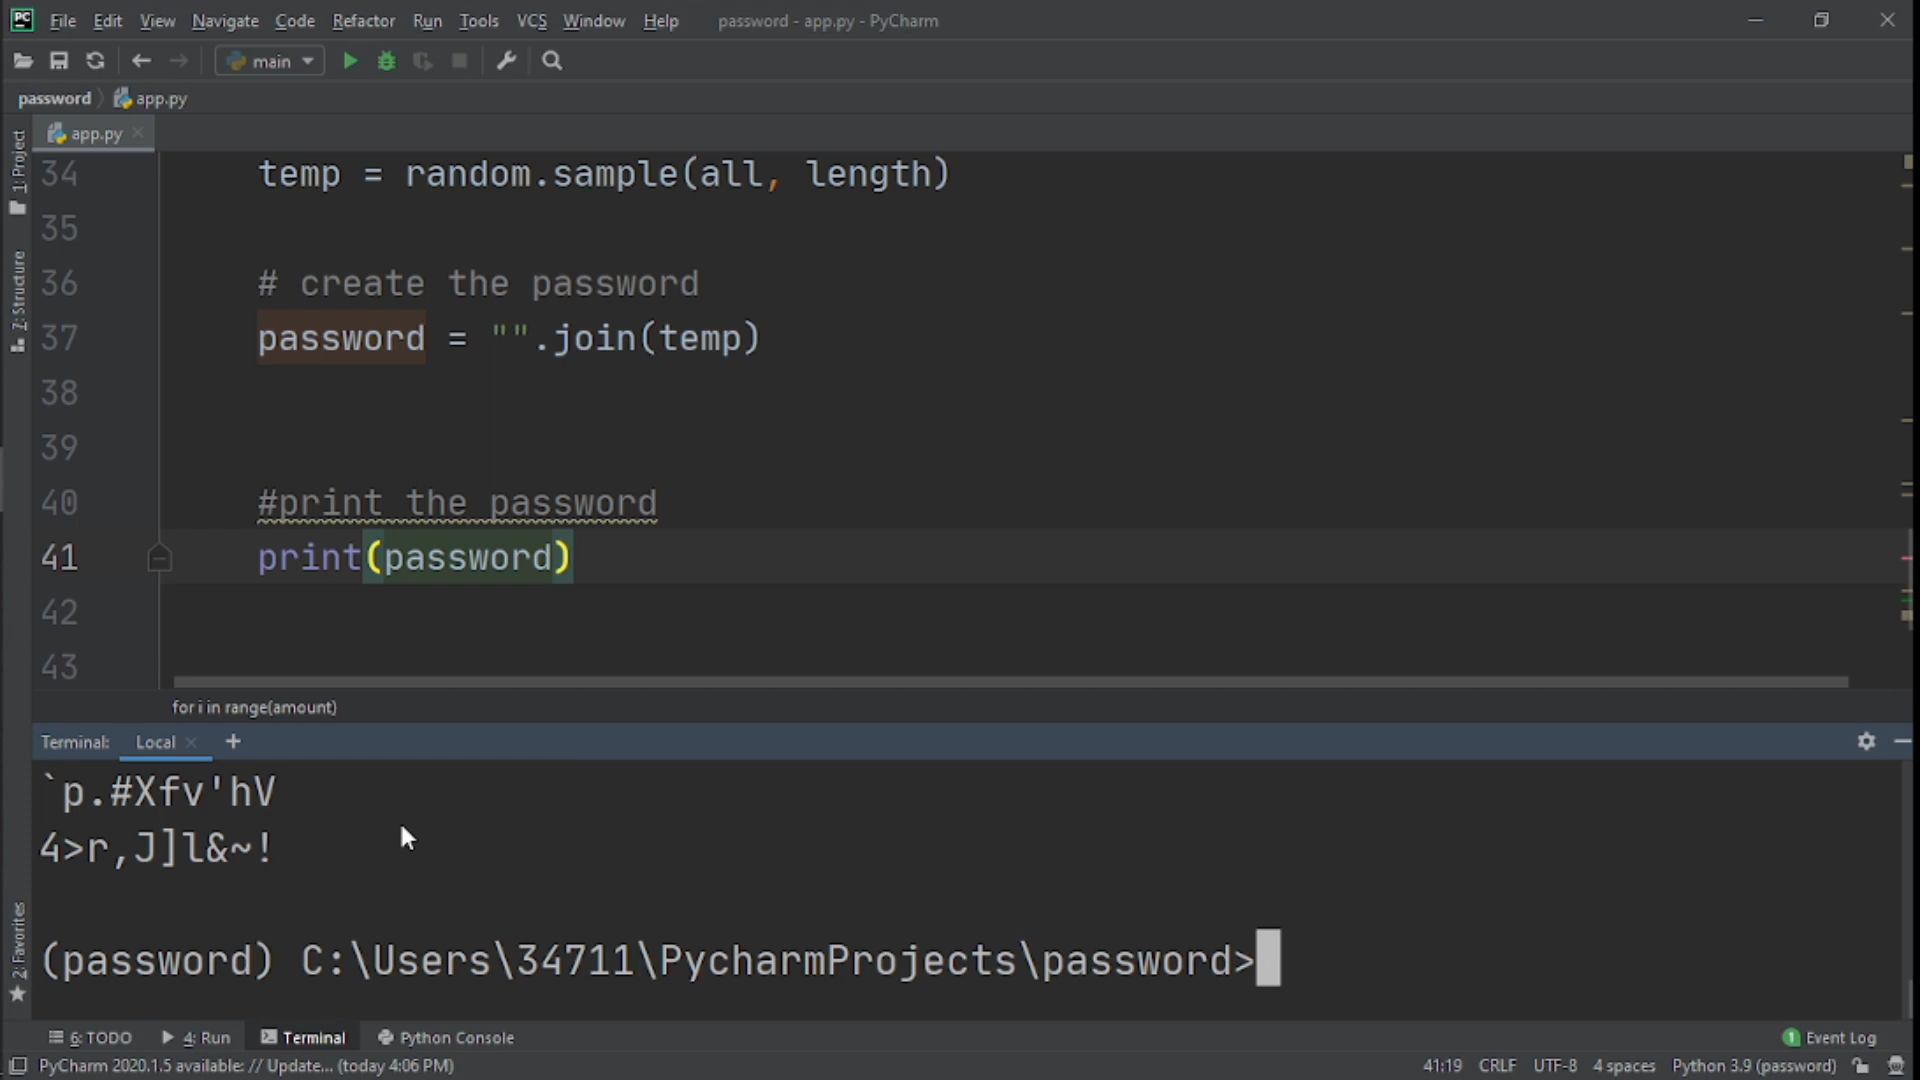 PC File Edit View Navigate Code Refactor Run Tools VCS Window Help password - app.py - PyCharm
main
password app.py
app.py
1: Project
7: Structure
2: Favorites
34 temp = random.sample(all, length)
35
36 # create the password
37 password = "".join(temp)
38
39
40 #print the password
41 print(password)
42
43
for i in range(amount)
Terminal: Local +
`p.#Xfv'hV
4>r,J]l&~!
(password) C:\Users\34711\PycharmProjects\password>
6: TODO 4: Run Terminal Python Console 1 Event Log
PyCharm 2020.1.5 available: // Update... (today 4:06 PM) 41:19 CRLF UTF-8 4 spaces Python 3.9 (password)